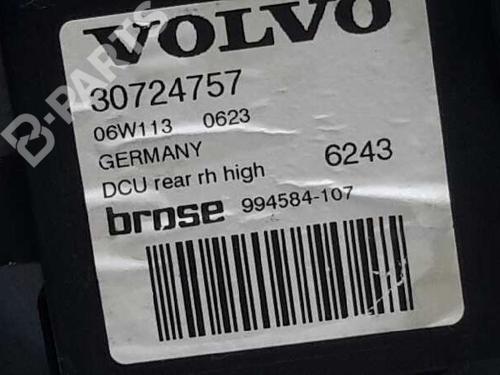 VOLVO
30724757
06W113 0623
GERMANY
6243
DCU rear rh high
brose 994584-107
B-PARTS